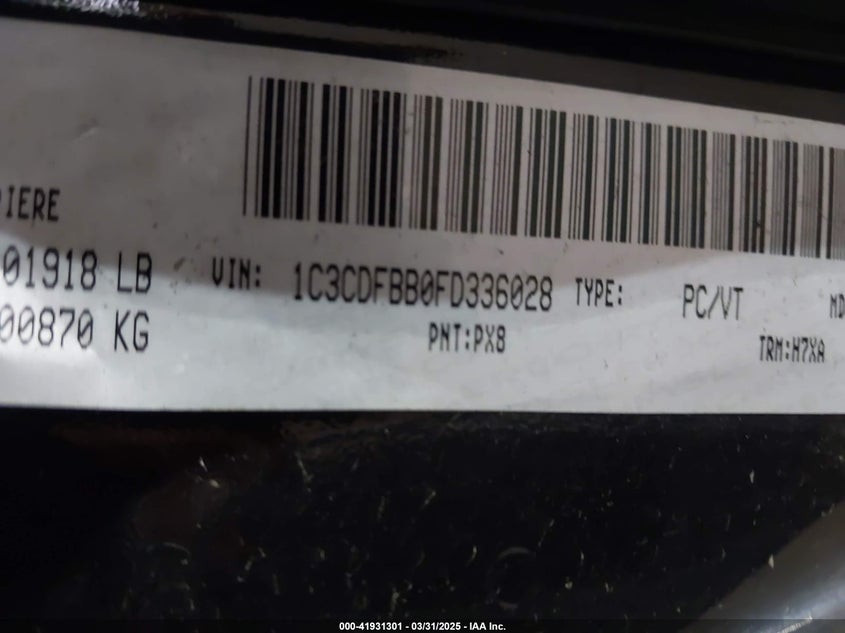 IERE
01918 LB VIN: 1C3CDFBB0FD336028 TYPE: PC/VT MD
00870 KG PNT:PX8 TRM:H7XA
000-41931301 - 03/31/2025 - IAA Inc.